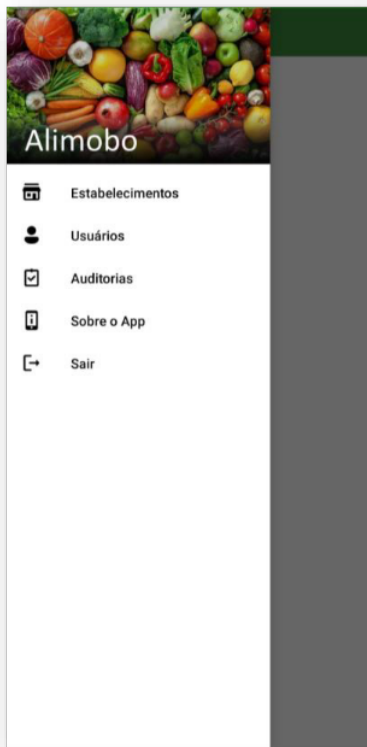 Alimobo
Estabelecimentos
Usuários
Auditorias
Sobre o App
Sair